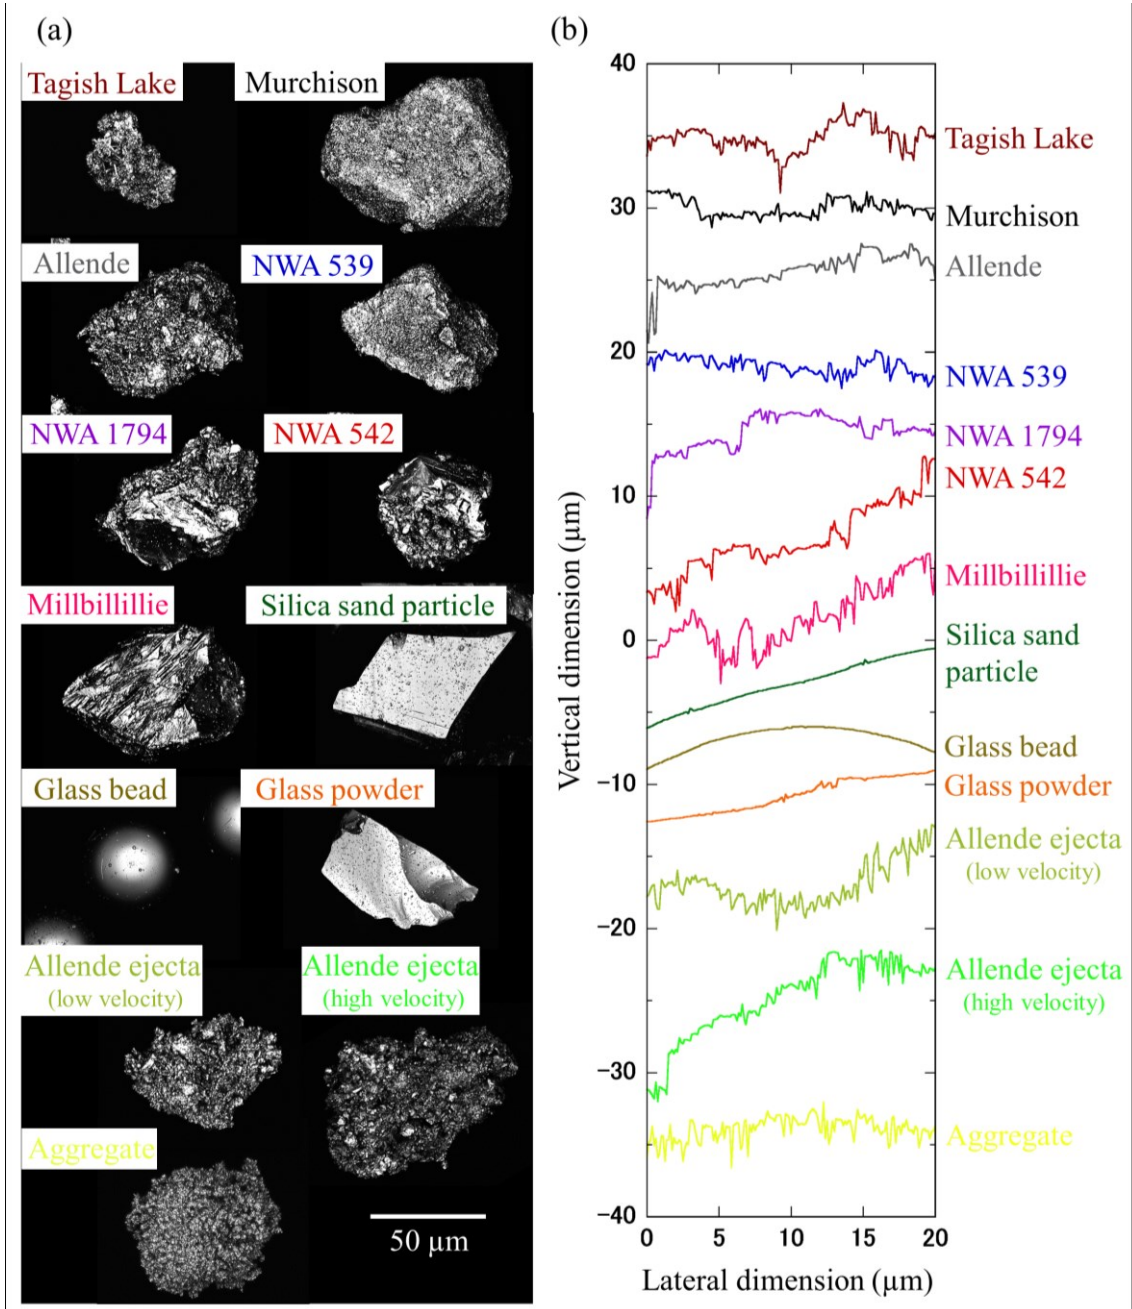 (a)
Tagish Lake
Murchison
Allende
NWA 539
NWA 1794
NWA 542
Millbillillie
Silica sand particle
Glass bead
Glass powder
Allende ejecta
(low velocity)
Allende ejecta
(high velocity)
Aggregate
50 µm
(b)
Vertical dimension (µm)
40
30
20
10
0
−10
−20
−30
−40
0
5
10
15
20
Lateral dimension (µm)
Tagish Lake
Murchison
Allende
NWA 539
NWA 1794
NWA 542
Millbillillie
Silica sand
particle
Glass bead
Glass powder
Allende ejecta
(low velocity)
Allende ejecta
(high velocity)
Aggregate